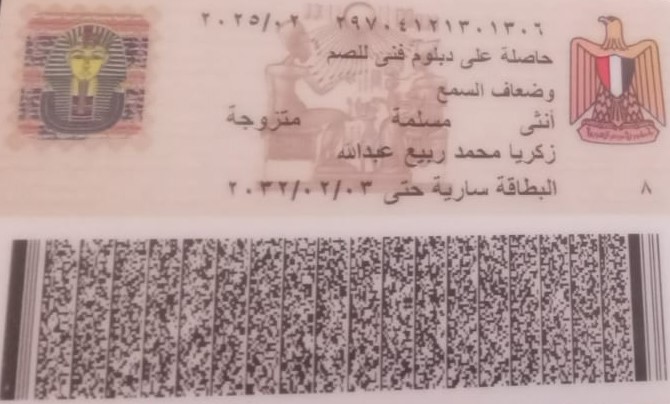 ٢٠٢٥/٠٢ ٢٩٧٠٤١٢١٣٠١٣٠٦
حاصلة على دبلوم فنى للصم
وضعاف السمع
أنثى مسلمة متزوجة
زكريا محمد ربيع عبدالله
البطاقة سارية حتى ٢٠٣٢/٠٢/٠٣
٨